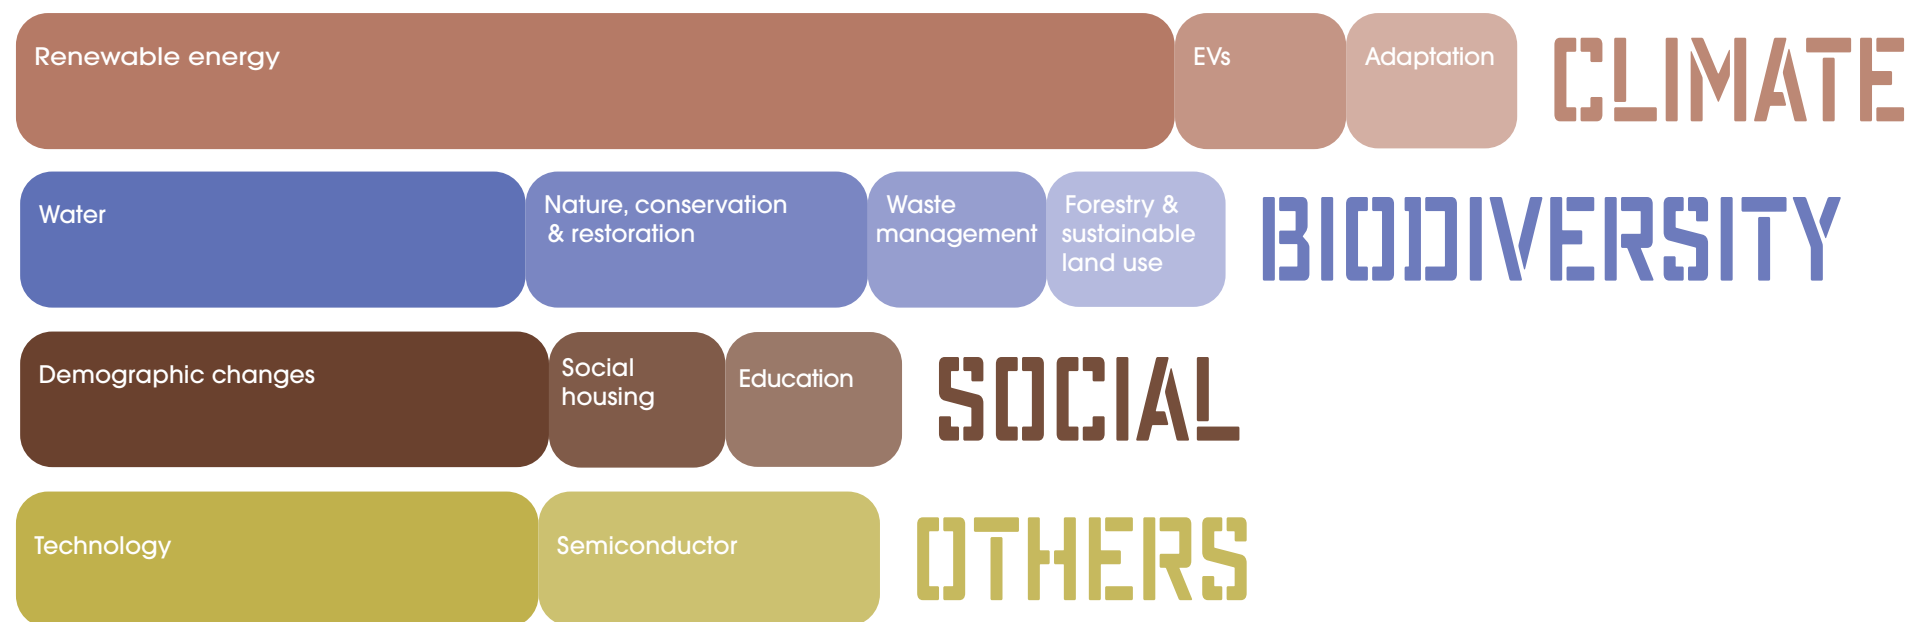 Renewable energy
EVs
Adaptation
CLIMATE
Water
Nature, conservation
& restoration
Waste
management
Forestry &
sustainable
land use
BIODIVERSITY
Demographic changes
Social
housing
Education
SOCIAL
Technology
Semiconductor
OTHERS